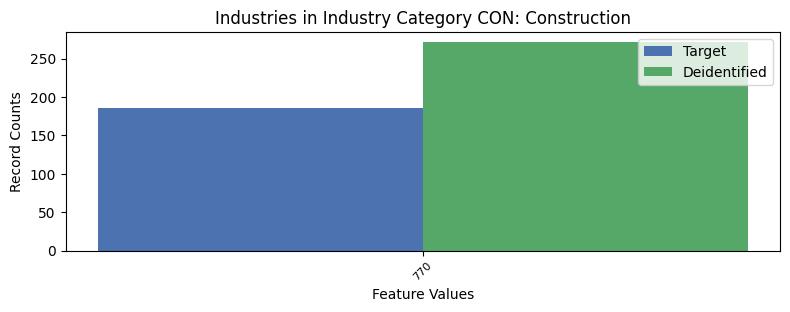 Industries in Industry Category CON: Construction
Target
Deidentified
250
200
150
100
50
0
Record Counts
770
Feature Values